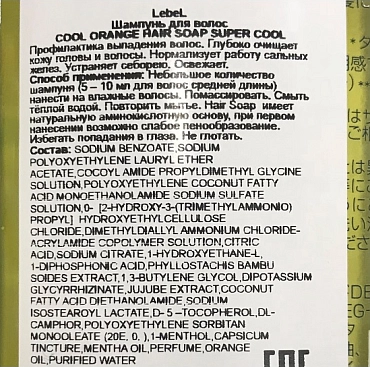 LebeL
Шампунь для волос
COOL ORANGE HAIR SOAP SUPER COOL
Профилактика выпадения волос. Глубоко очищает
кожу головы и волосы. Нормализует работу сальных
желез. Устраняет себорею. Освежает.
Способ применения: Небольшое количество
шампуня (5 – 10 мл для волос средней длины)
нанести на влажные волосы. Помассировать. Смыть
тёплой водой. Повторить мытье. Hair Soap имеет
натуральную аминокислотную основу, при первом
нанесении возможно слабое пенообразование.
Избегать попадания в глаза. Не глотать.
Состав: SODIUM BENZOATE,SODIUM
POLYOXYETHYLENE LAURYL ETHER
ACETATE,COCOYL AMIDE PROPYLDIMETHYL GLYCINE
SOLUTION,POLYOXYETHYLENE COCONUT FATTY
ACID MONOETHANOLAMIDE SODIUM SULFATE
SOLUTION,0- [2-HYDROXY-3-(TRIMETHYLAMMONIO)
PROPYL] HYDROXYETHYLCELLULOSE
CHLORIDE,DIMETHYLDIALLYL AMMONIUM CHLORIDE-
ACRYLAMIDE COPOLYMER SOLUTION,CITRIC
ACID,SODIUM CITRATE,1-HYDROXYETHANE-L,
1-DIPHOSPHONIC ACID,PHYLLOSTACHIS BAMBU
SOIDES EXTRACT,1,3-BUTYLENE GLYCOL,DIPOTASSIUM
GLYCYRRHIZINATE,JUJUBE EXTRACT,COCONUT
FATTY ACID DIETHANOLAMIDE,SODIUM
ISOSTEAROYL LACTATE,D- 5 –TOCOPHEROL,DL-
CAMPHOR,POLYOXYETHYLENE SORBITAN
MONOOLEATE (20E, 0, ),1-MENTHOL,CAPSICUM
TINCTURE,MENTHA OIL,PERFUME,ORANGE
OIL,PURIFIED WATER